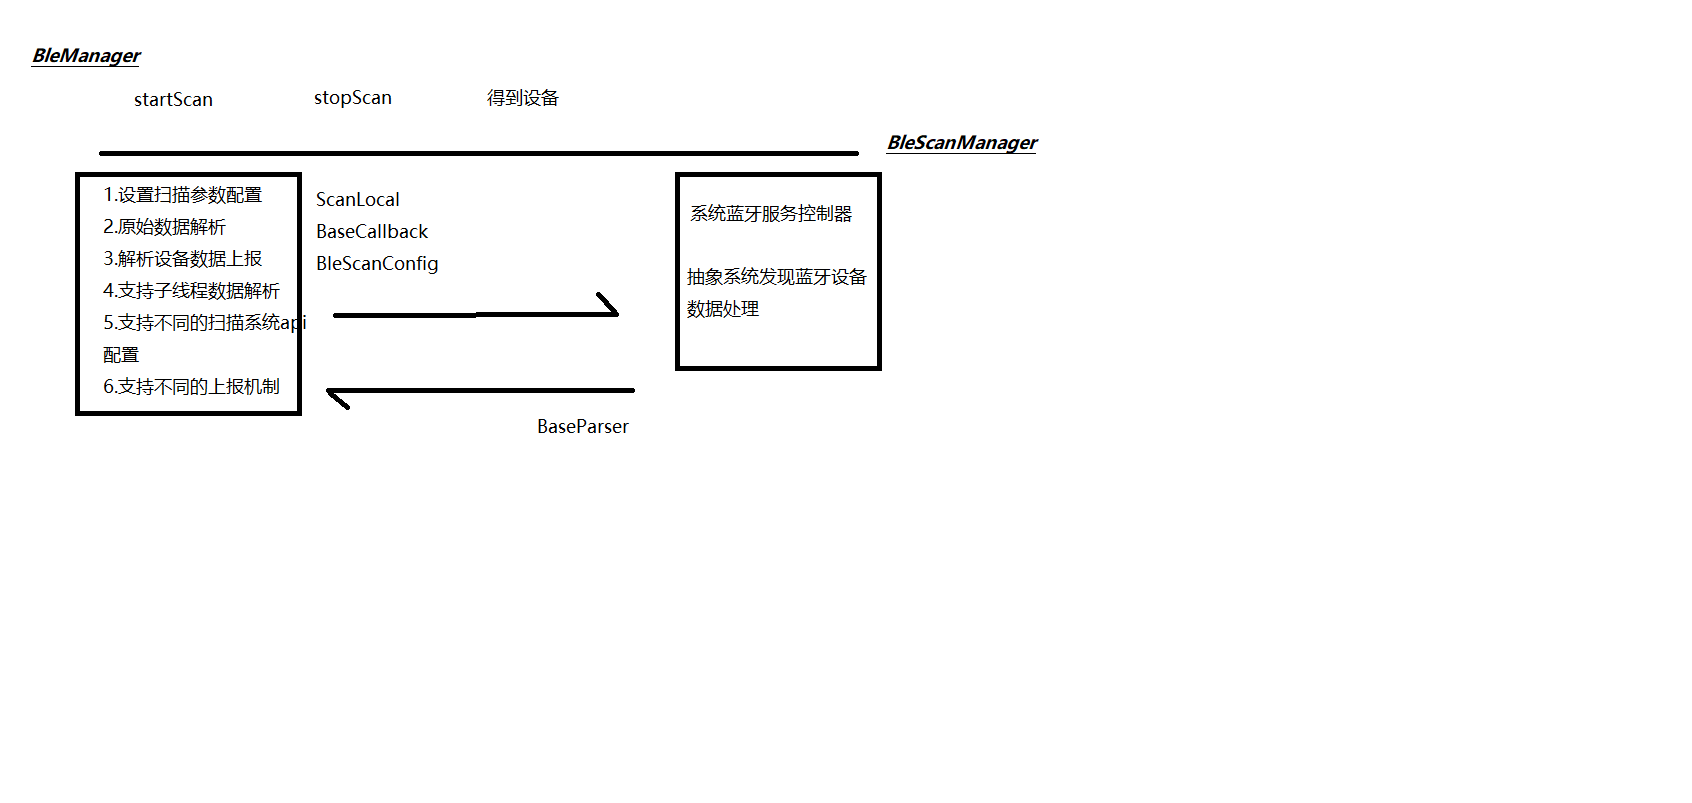 BleManager
startScan
stopScan
得到设备
BleScanManager
1.设置扫描参数配置
2.原始数据解析
3.解析设备数据上报
4.支持子线程数据解析
5.支持不同的扫描系统api
配置
6.支持不同的上报机制
ScanLocal
BaseCallback
BleScanConfig
系统蓝牙服务控制器
抽象系统发现蓝牙设备
数据处理
BaseParser